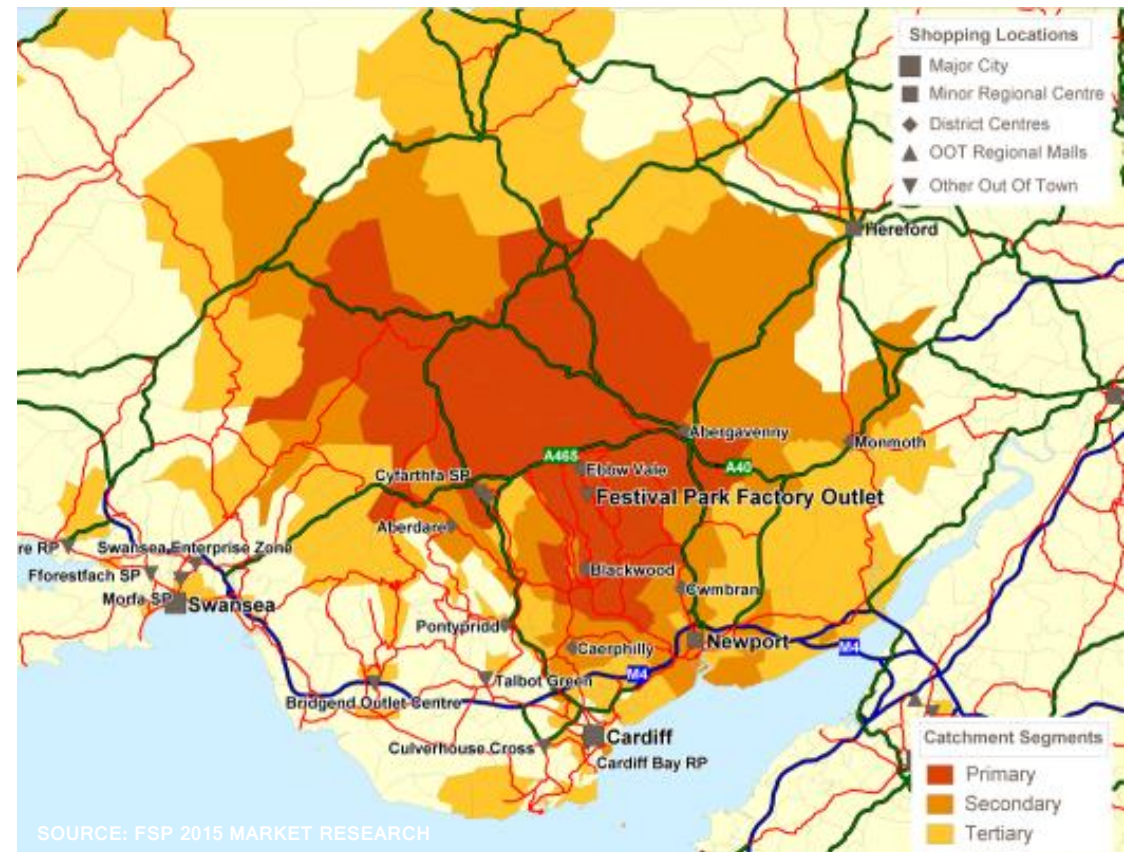 Shopping Locations
Major City
Minor Regional Centre
District Centres
OOT Regional Malls
Other Out Of Town
Hereford
Abergavenny
Monmoth
A465
Ebbw Vale
A40
Cyfarthfa SP
Festival Park Factory Outlet
Aberdare
re RP
Swansea Enterprise Zone
Fforestfach SP
Blackwood
Cwmbran
Morfa SP
Swansea
Pontypridd
Newport
Caerphilly
M4
M4
Talbot Green
Bridgend Outlet Centre
Cardiff
Culverhouse Cross
Cardiff Bay RP
Catchment Segments
Primary
Secondary
Tertiary
SOURCE: FSP 2015 MARKET RESEARCH